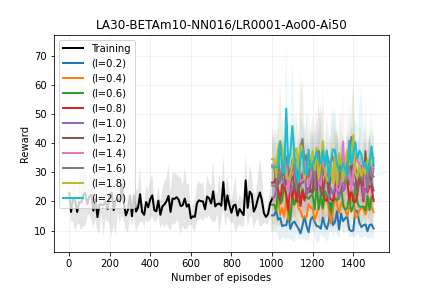 LA30-BETAm10-NN016/LR0001-Ao00-Ai50
Reward
70
60
50
40
30
20
10
Training
(l=0.2)
(l=0.4)
(l=0.6)
(l=0.8)
(l=1.0)
(l=1.2)
(l=1.4)
(l=1.6)
(l=1.8)
(l=2.0)
0 200 400 600 800 1000 1200 1400
Number of episodes